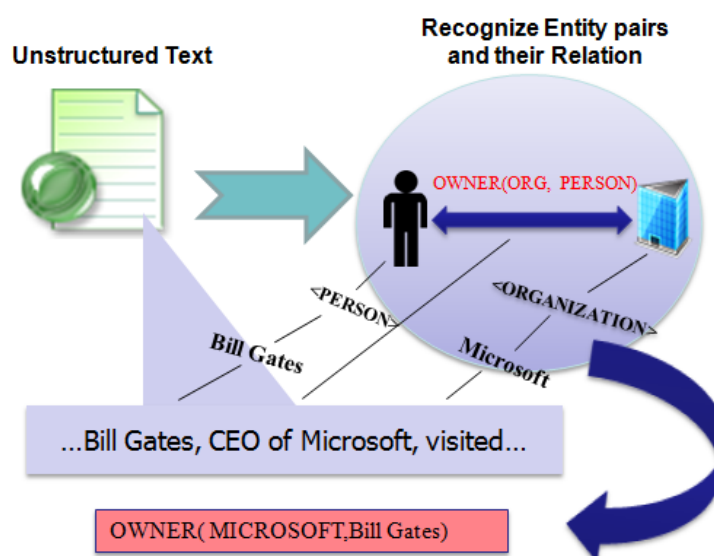 Unstructured Text
Recognize Entity pairs
and their Relation
OWNER(ORG, PERSON)
<PERSON>
<ORGANIZATION>
Bill Gates
Microsoft
...Bill Gates, CEO of Microsoft, visited...
OWNER( MICROSOFT,Bill Gates)